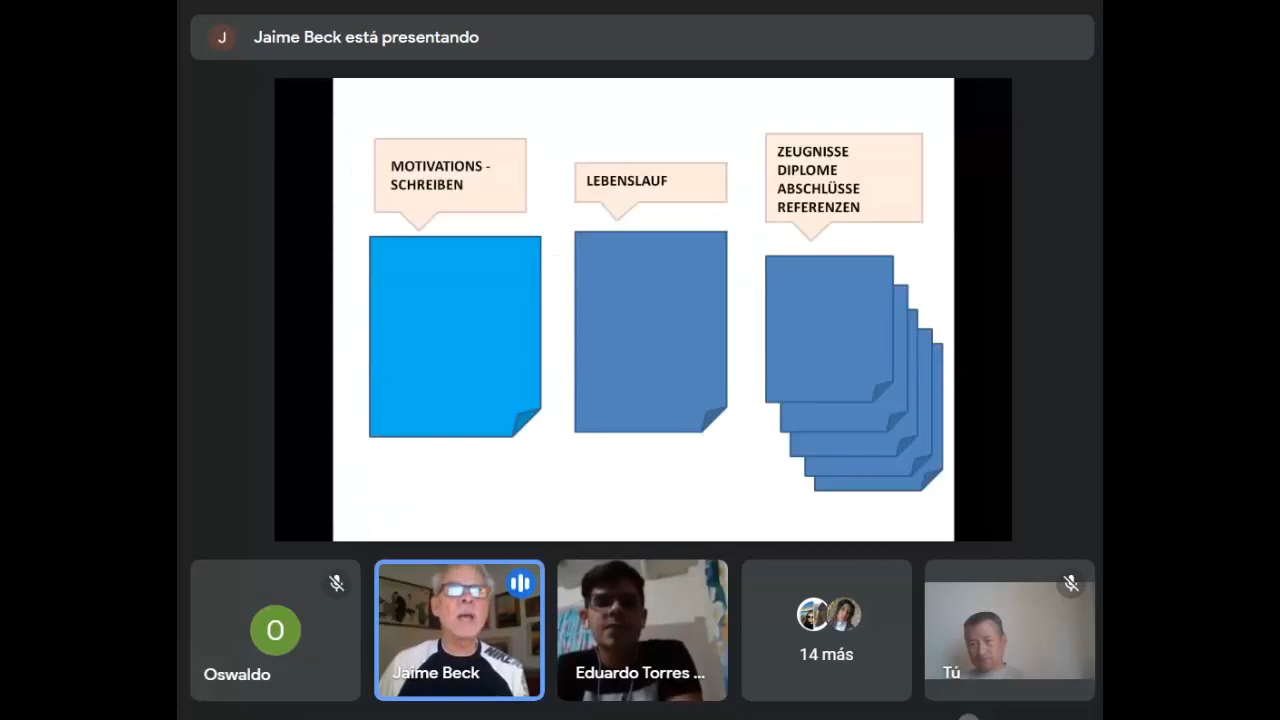 J Jaime Beck está presentando
MOTIVATIONS -
SCHREIBEN
LEBENSLAUF
ZEUGNISSE
DIPLOME
ABSCHLÜSSE
REFERENZEN
O
Oswaldo
Jaime Beck
Eduardo Torres ...
14 más
Tú